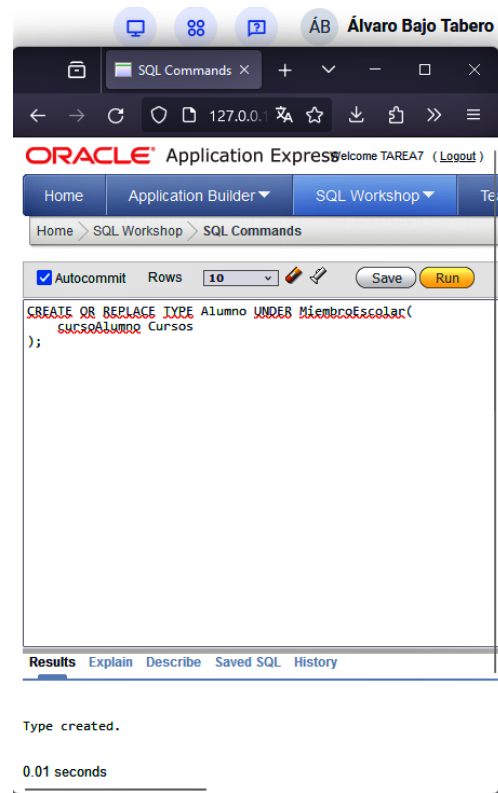 ÁB Álvaro Bajo Tabero
SQL Commands
127.0.0.1
ORACLE Application Express Welcome TAREA7 ( Logout )
Home Application Builder SQL Workshop Te
Home SQL Workshop SQL Commands
Autocommit Rows 10 Save Run
CREATE OR REPLACE TYPE Alumno UNDER MiembroEscolar(
cursoAlumno Cursos
);
Results Explain Describe Saved SQL History
Type created.
0.01 seconds